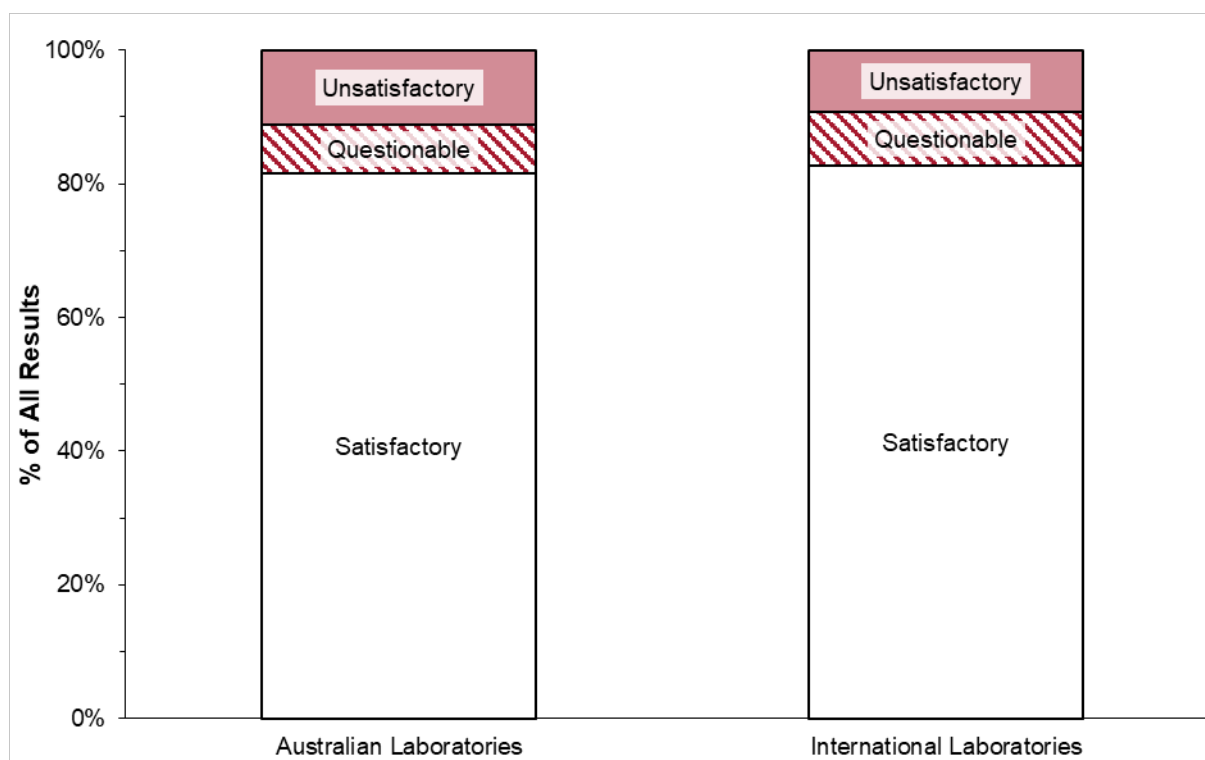 % of All Results
100%
80%
60%
40%
20%
0%
Unsatisfactory
Questionable
Satisfactory
Unsatisfactory
Questionable
Satisfactory
Australian Laboratories
International Laboratories